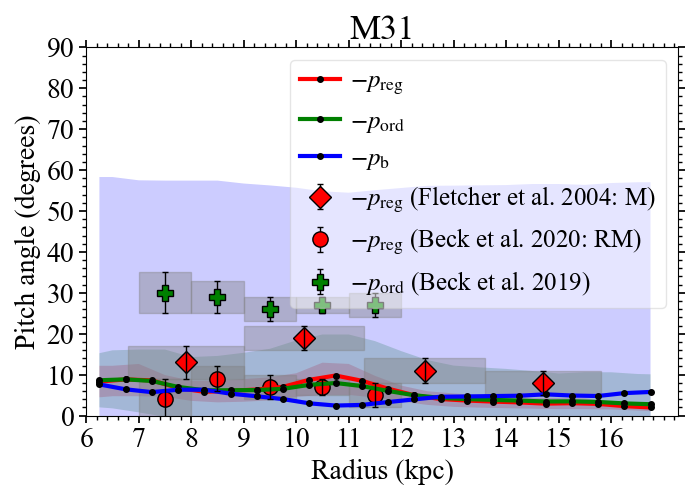 M31
Pitch angle (degrees)
90
80
70
60
50
40
30
20
10
0
−p_reg
−p_ord
−p_b
−p_reg (Fletcher et al. 2004: M)
−p_reg (Beck et al. 2020: RM)
−p_ord (Beck et al. 2019)
6 7 8 9 10 11 12 13 14 15 16
Radius (kpc)